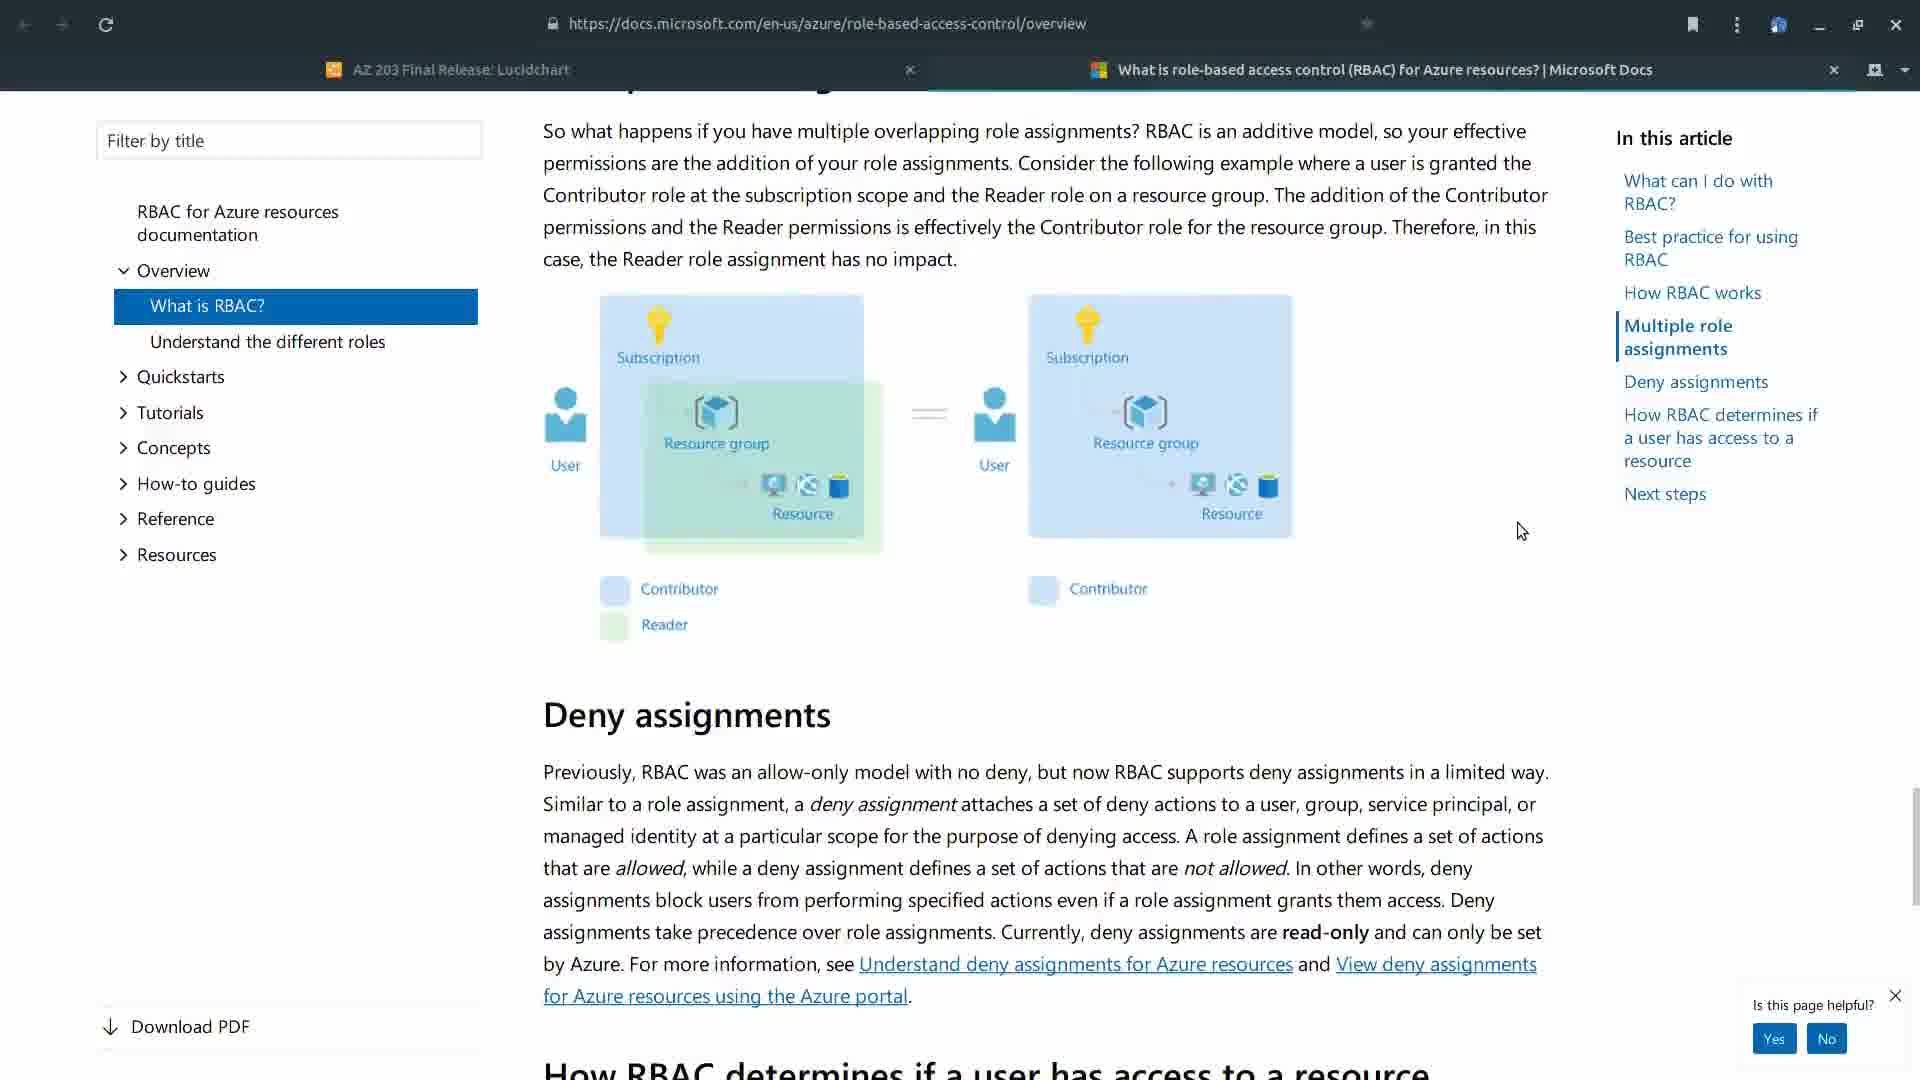 https://docs.microsoft.com/en-us/azure/role-based-access-control/overview
AZ 203 Final Release: Lucidchart
What is role-based access control (RBAC) for Azure resources? | Microsoft Docs
Filter by title
RBAC for Azure resources
documentation
Overview
What is RBAC?
Understand the different roles
Quickstarts
Tutorials
Concepts
How-to guides
Reference
Resources
Download PDF
So what happens if you have multiple overlapping role assignments? RBAC is an additive model, so your effective
permissions are the addition of your role assignments. Consider the following example where a user is granted the
Contributor role at the subscription scope and the Reader role on a resource group. The addition of the Contributor
permissions and the Reader permissions is effectively the Contributor role for the resource group. Therefore, in this
case, the Reader role assignment has no impact.
Subscription
Resource group
User
Resource
Contributor
Reader
Subscription
Resource group
User
Resource
Contributor
Deny assignments
Previously, RBAC was an allow-only model with no deny, but now RBAC supports deny assignments in a limited way.
Similar to a role assignment, a deny assignment attaches a set of deny actions to a user, group, service principal, or
managed identity at a particular scope for the purpose of denying access. A role assignment defines a set of actions
that are allowed, while a deny assignment defines a set of actions that are not allowed. In other words, deny
assignments block users from performing specified actions even if a role assignment grants them access. Deny
assignments take precedence over role assignments. Currently, deny assignments are read-only and can only be set
by Azure. For more information, see Understand deny assignments for Azure resources and View deny assignments
for Azure resources using the Azure portal.
How RBAC determines if a user has access to a resource
In this article
What can I do with
RBAC?
Best practice for using
RBAC
How RBAC works
Multiple role
assignments
Deny assignments
How RBAC determines if
a user has access to a
resource
Next steps
Is this page helpful?
Yes
No